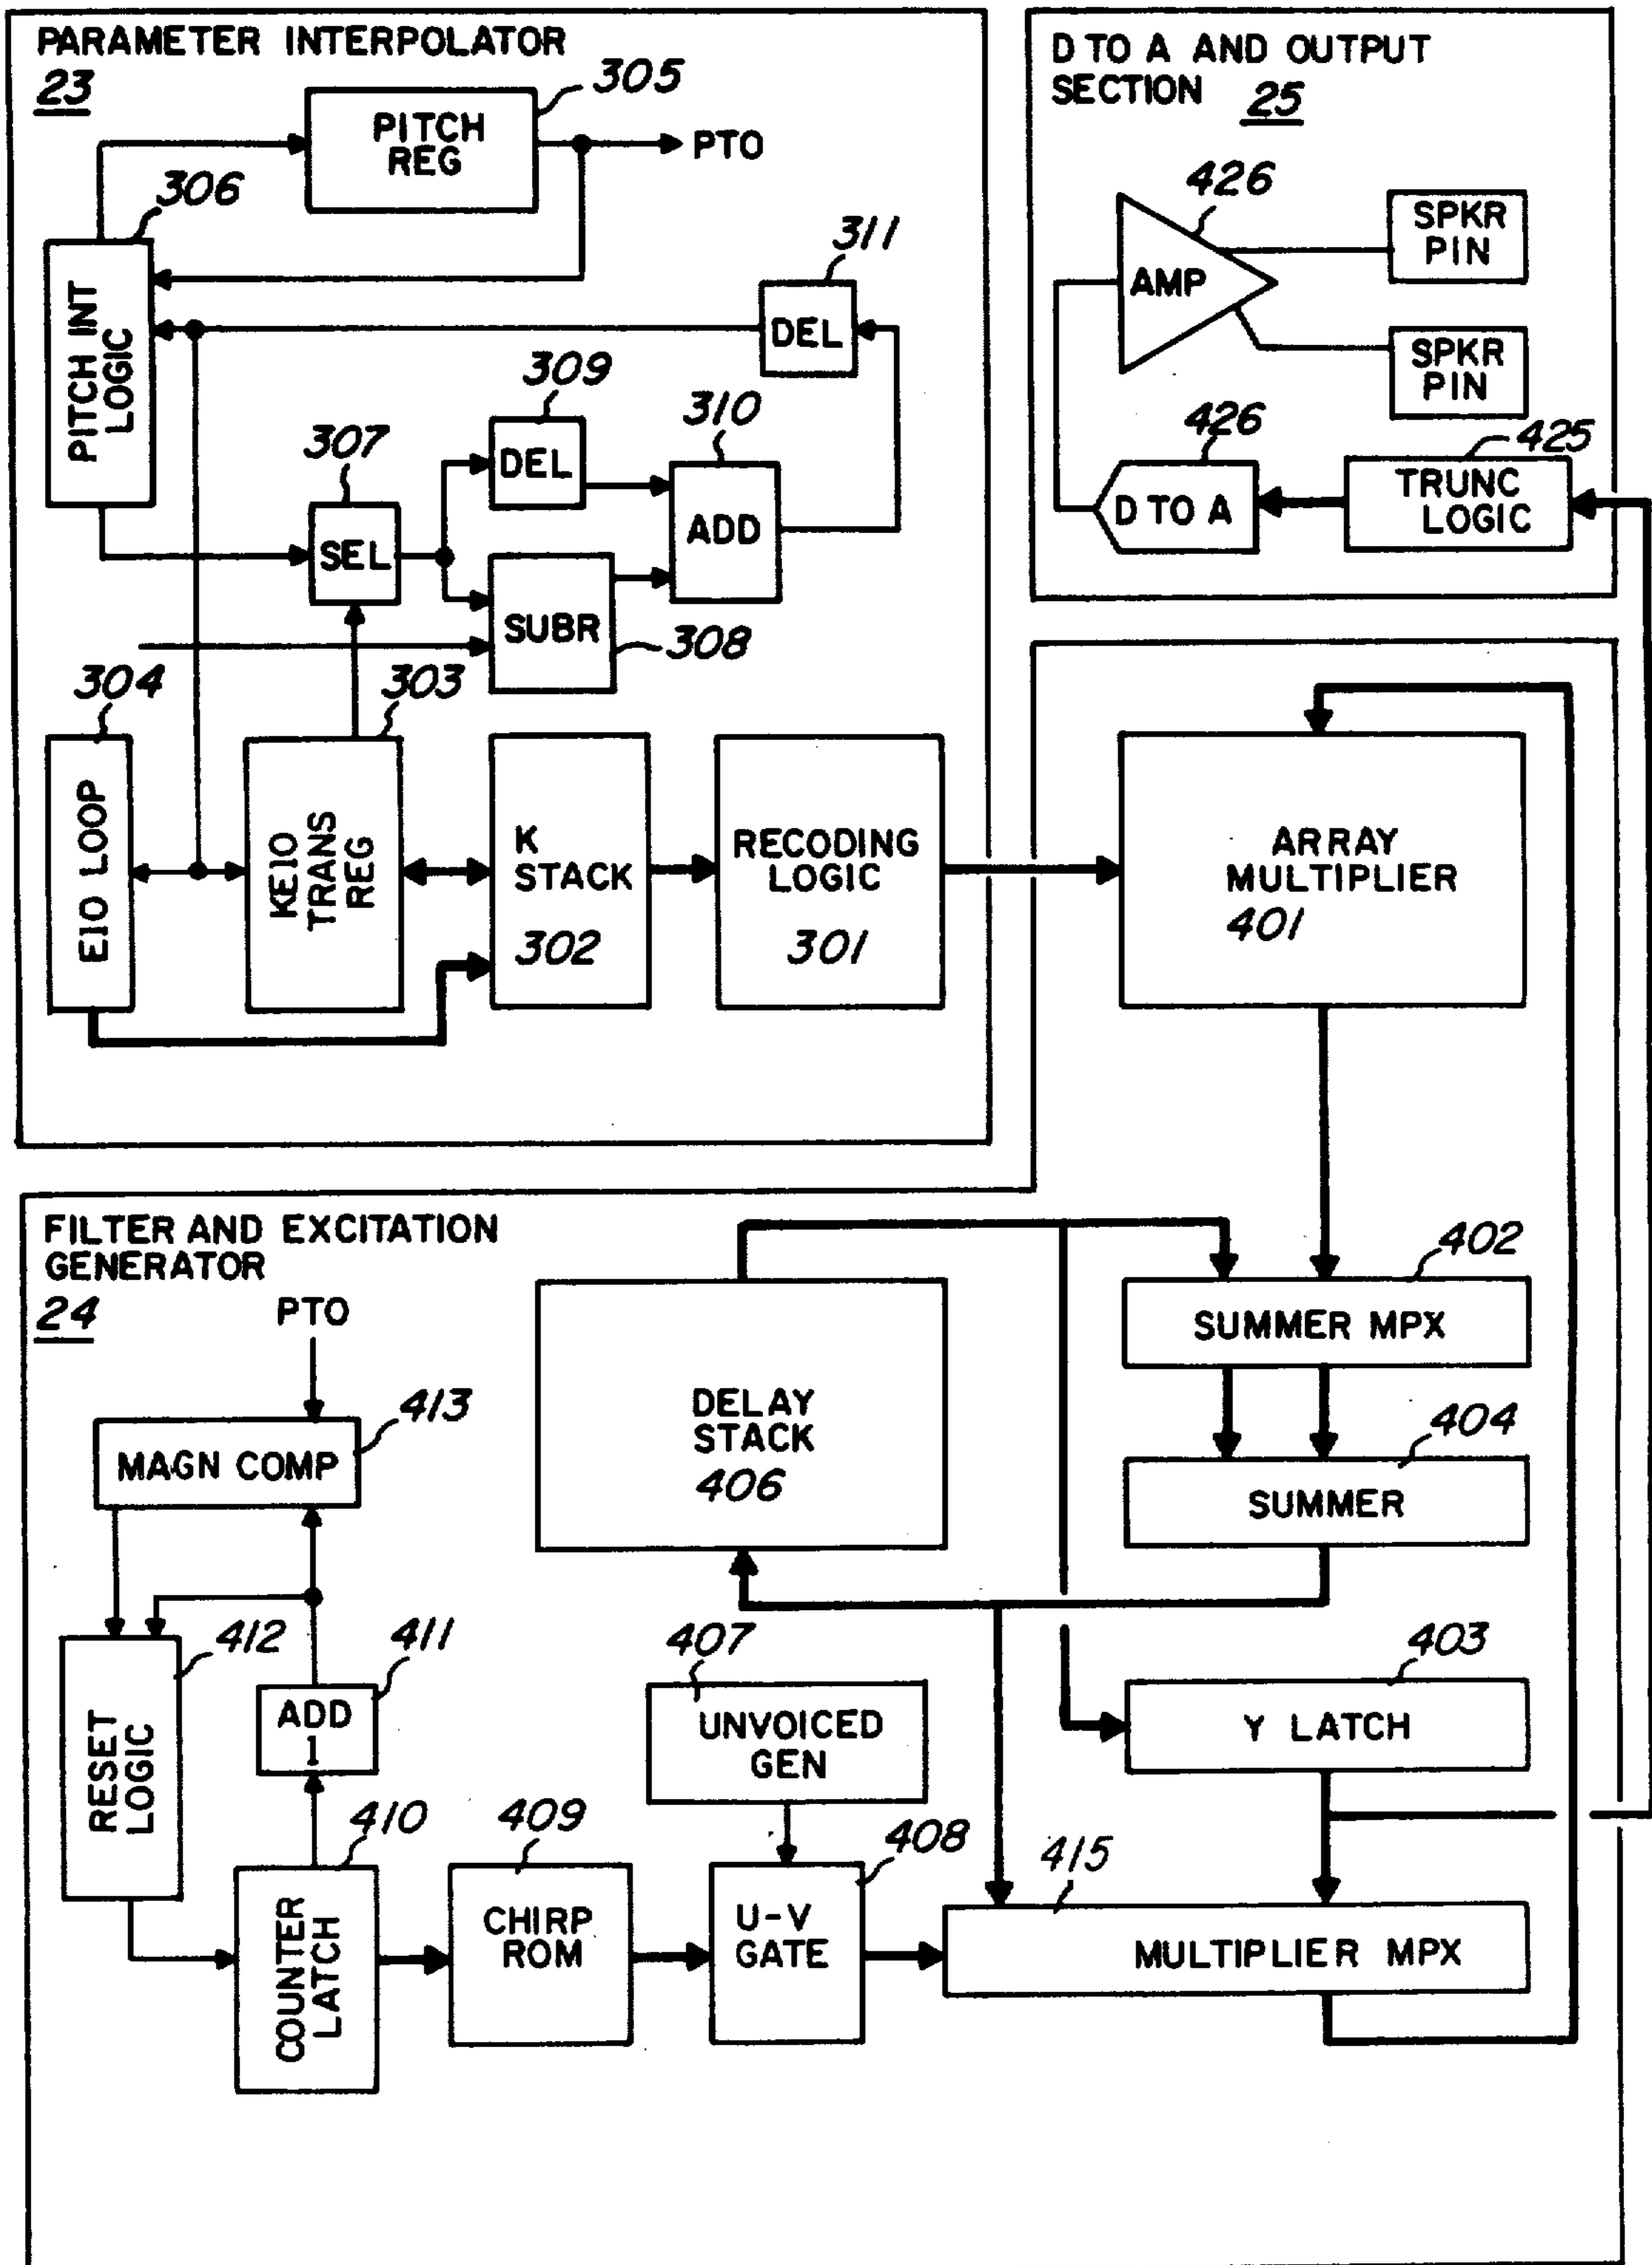 PARAMETER INTERPOLATOR
23
305
PITCH
REG
PTO
306
PITCH INT
LOGIC
311
DEL
309
DEL
310
ADD
307
SEL
SUBR
308
304
E10 LOOP
303
KE10
TRANS
REG
K
STACK
302
RECODING
LOGIC
301
D TO A AND OUTPUT
SECTION
25
426
AMP
SPKR
PIN
SPKR
PIN
426
D TO A
425
TRUNC
LOGIC
ARRAY
MULTIPLIER
401
FILTER AND EXCITATION
GENERATOR
24
PTO
413
MAGN COMP
DELAY
STACK
406
402
SUMMER MPX
404
SUMMER
412
RESET
LOGIC
411
ADD
1
407
UNVOICED
GEN
403
Y LATCH
410
COUNTER
LATCH
409
CHIRP
ROM
408
U-V
GATE
415
MULTIPLIER MPX